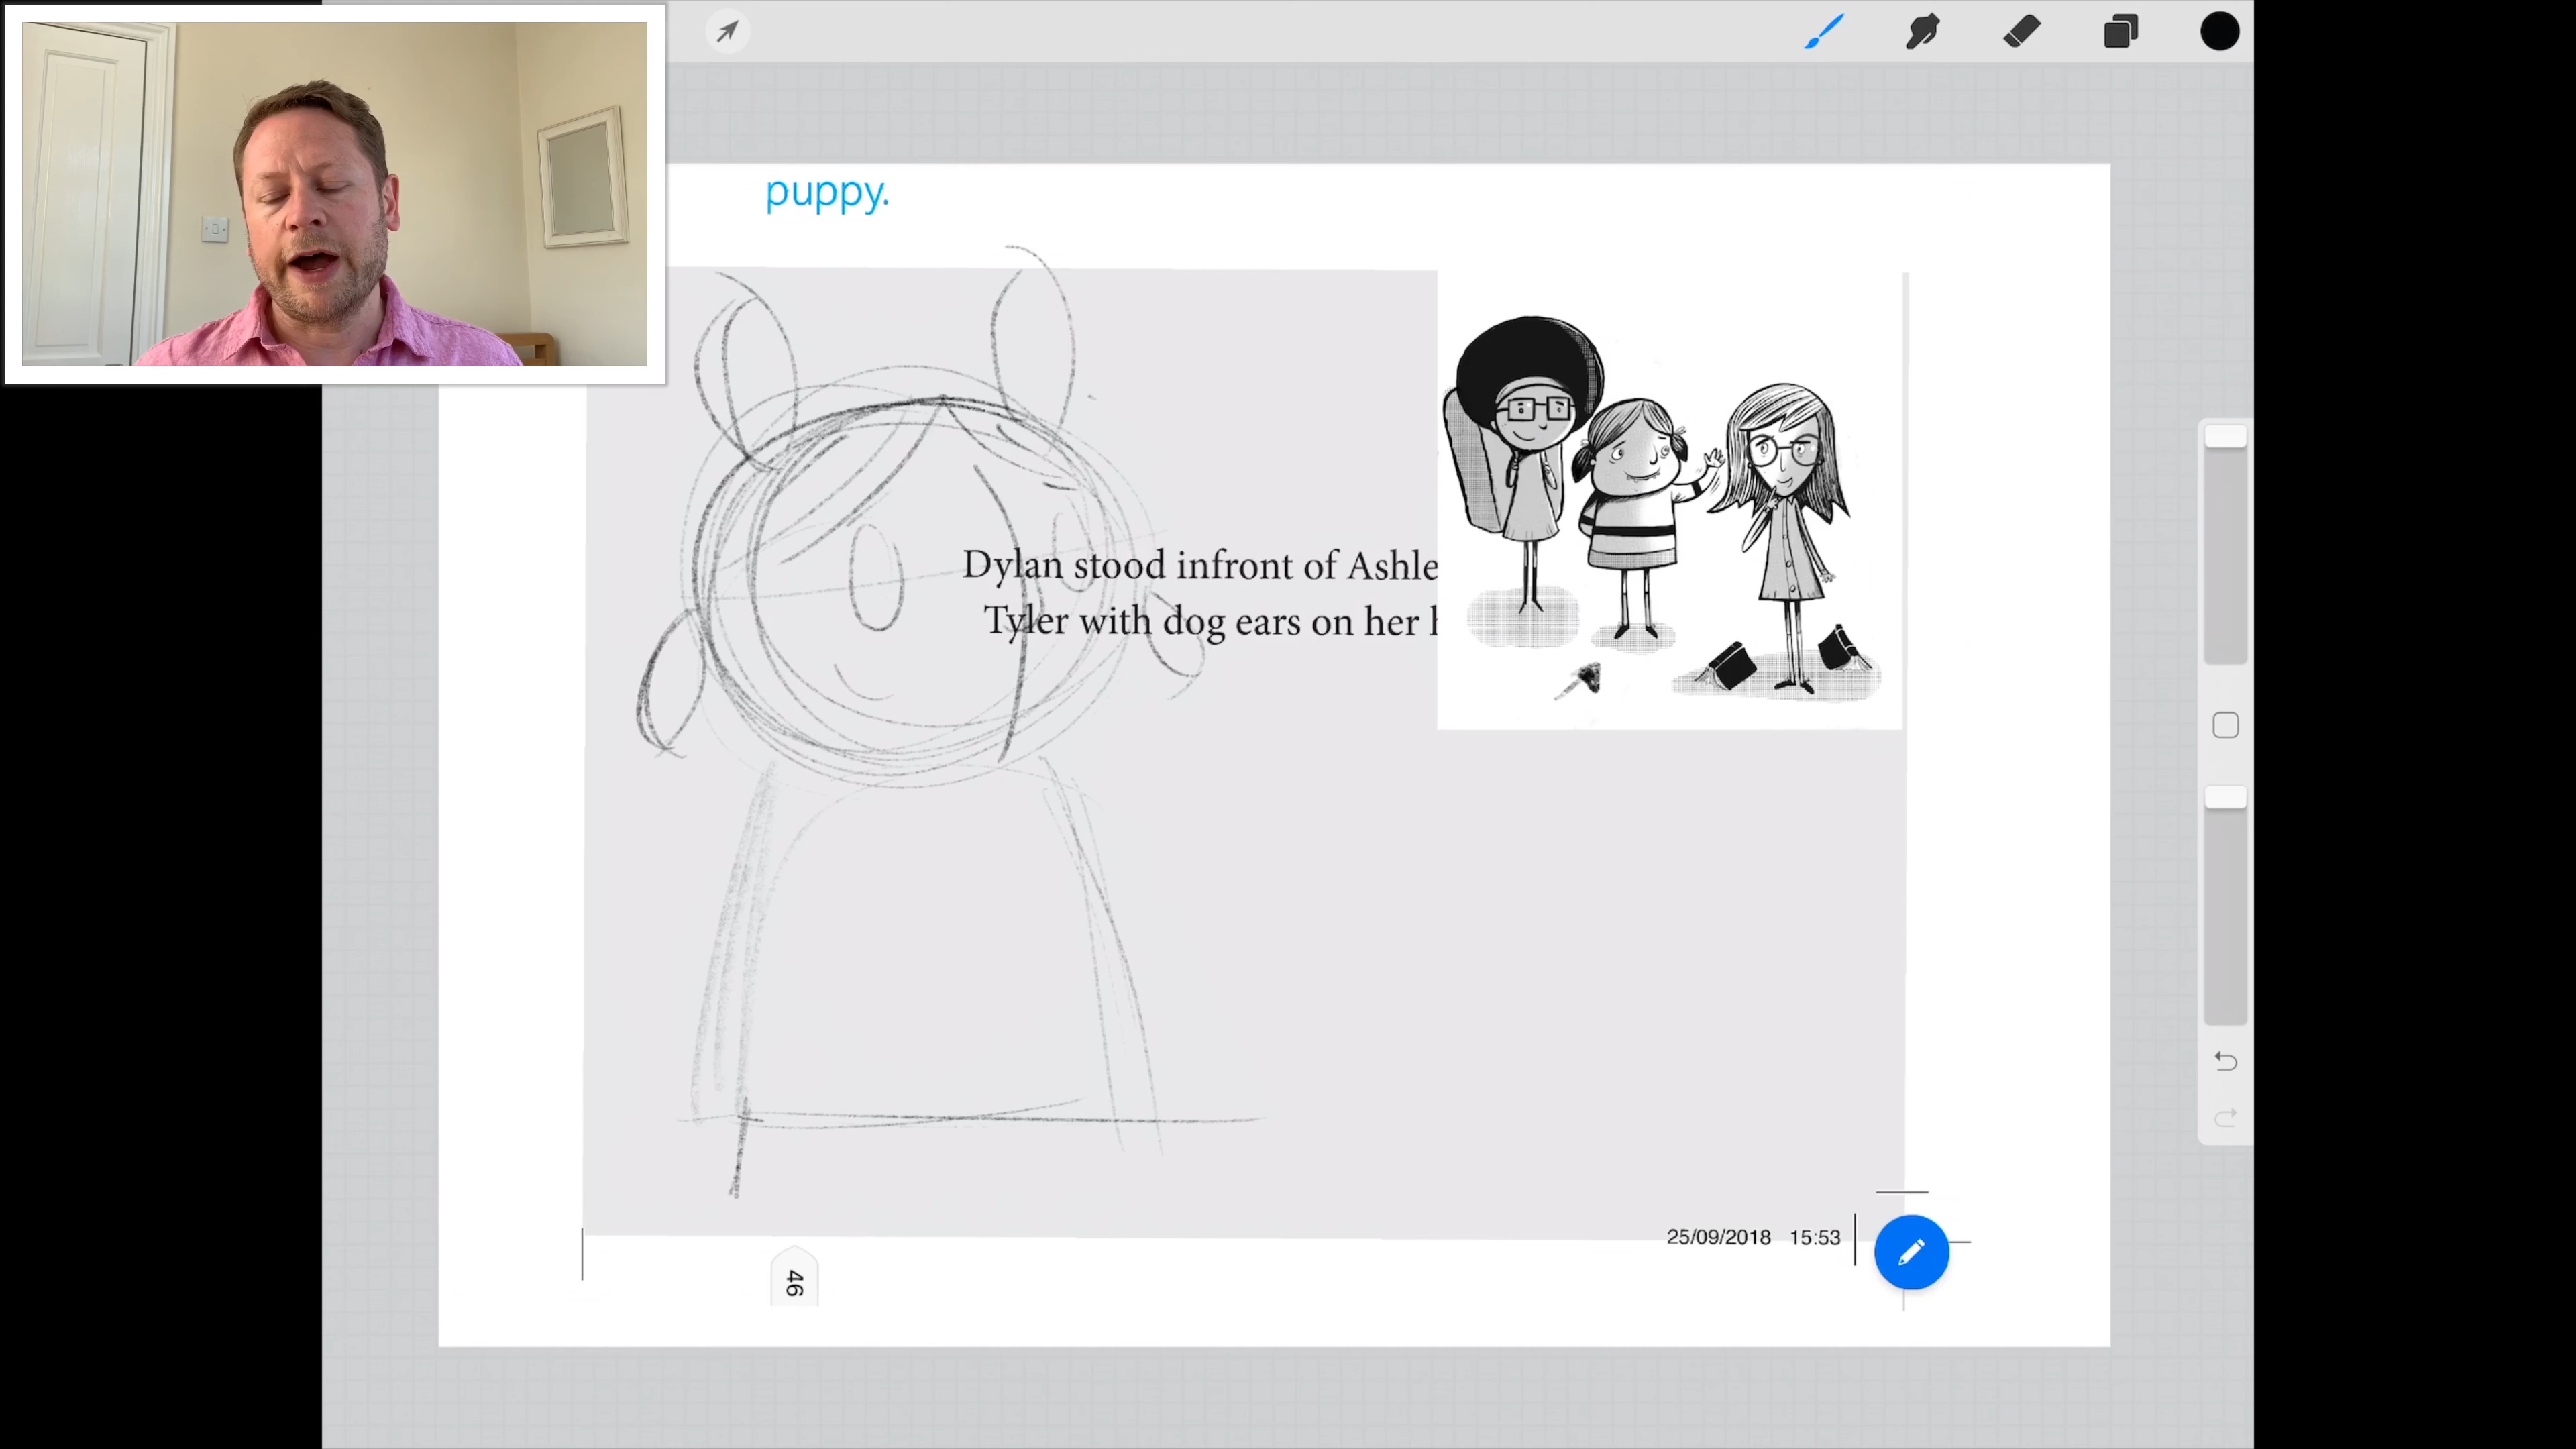 puppy.
Dylan stood infront of Ashle
Tyler with dog ears on her
25/09/2018 15:53
46